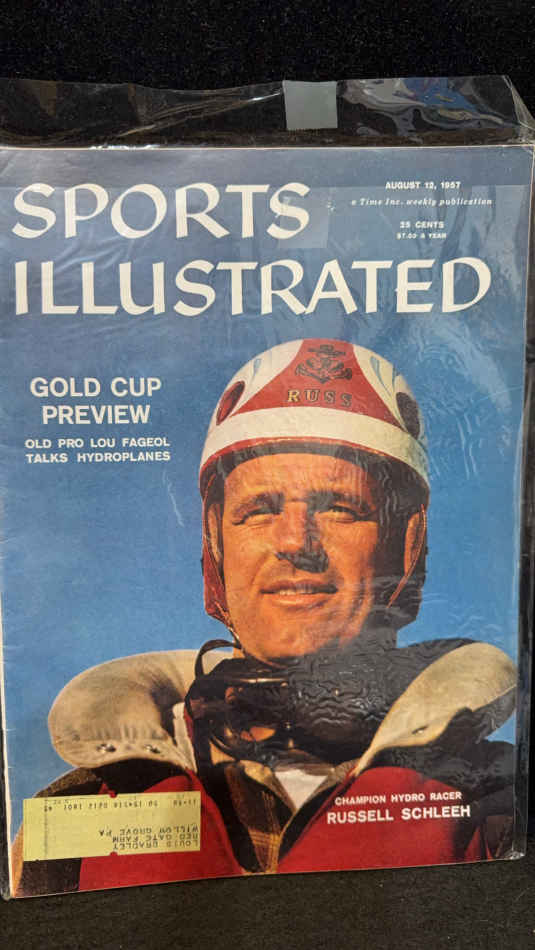 SPORTS
ILLUSTRATED
AUGUST 12, 1957
a Time Inc. weekly publication
25 CENTS
$7.50 A YEAR
GOLD CUP
PREVIEW
OLD PRO LOU FAGEOL
TALKS HYDROPLANES
RUSS
CHAMPION HYDRO RACER
RUSSELL SCHLEEH
LOUIS BRADLEY
RED GATE FARM
WILLOW GROVE PA